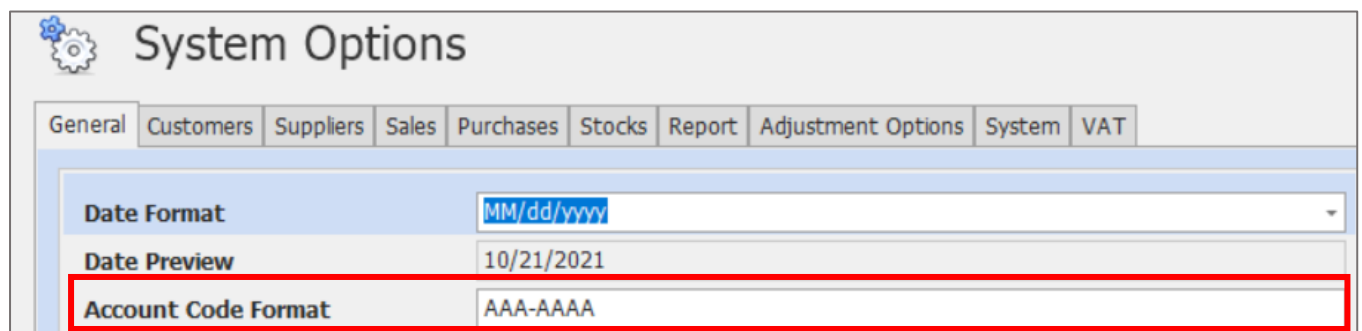 System Options
General Customers Suppliers Sales Purchases Stocks Report Adjustment Options System VAT
Date Format MM/dd/yyyy
Date Preview 10/21/2021
Account Code Format AAA-AAAA